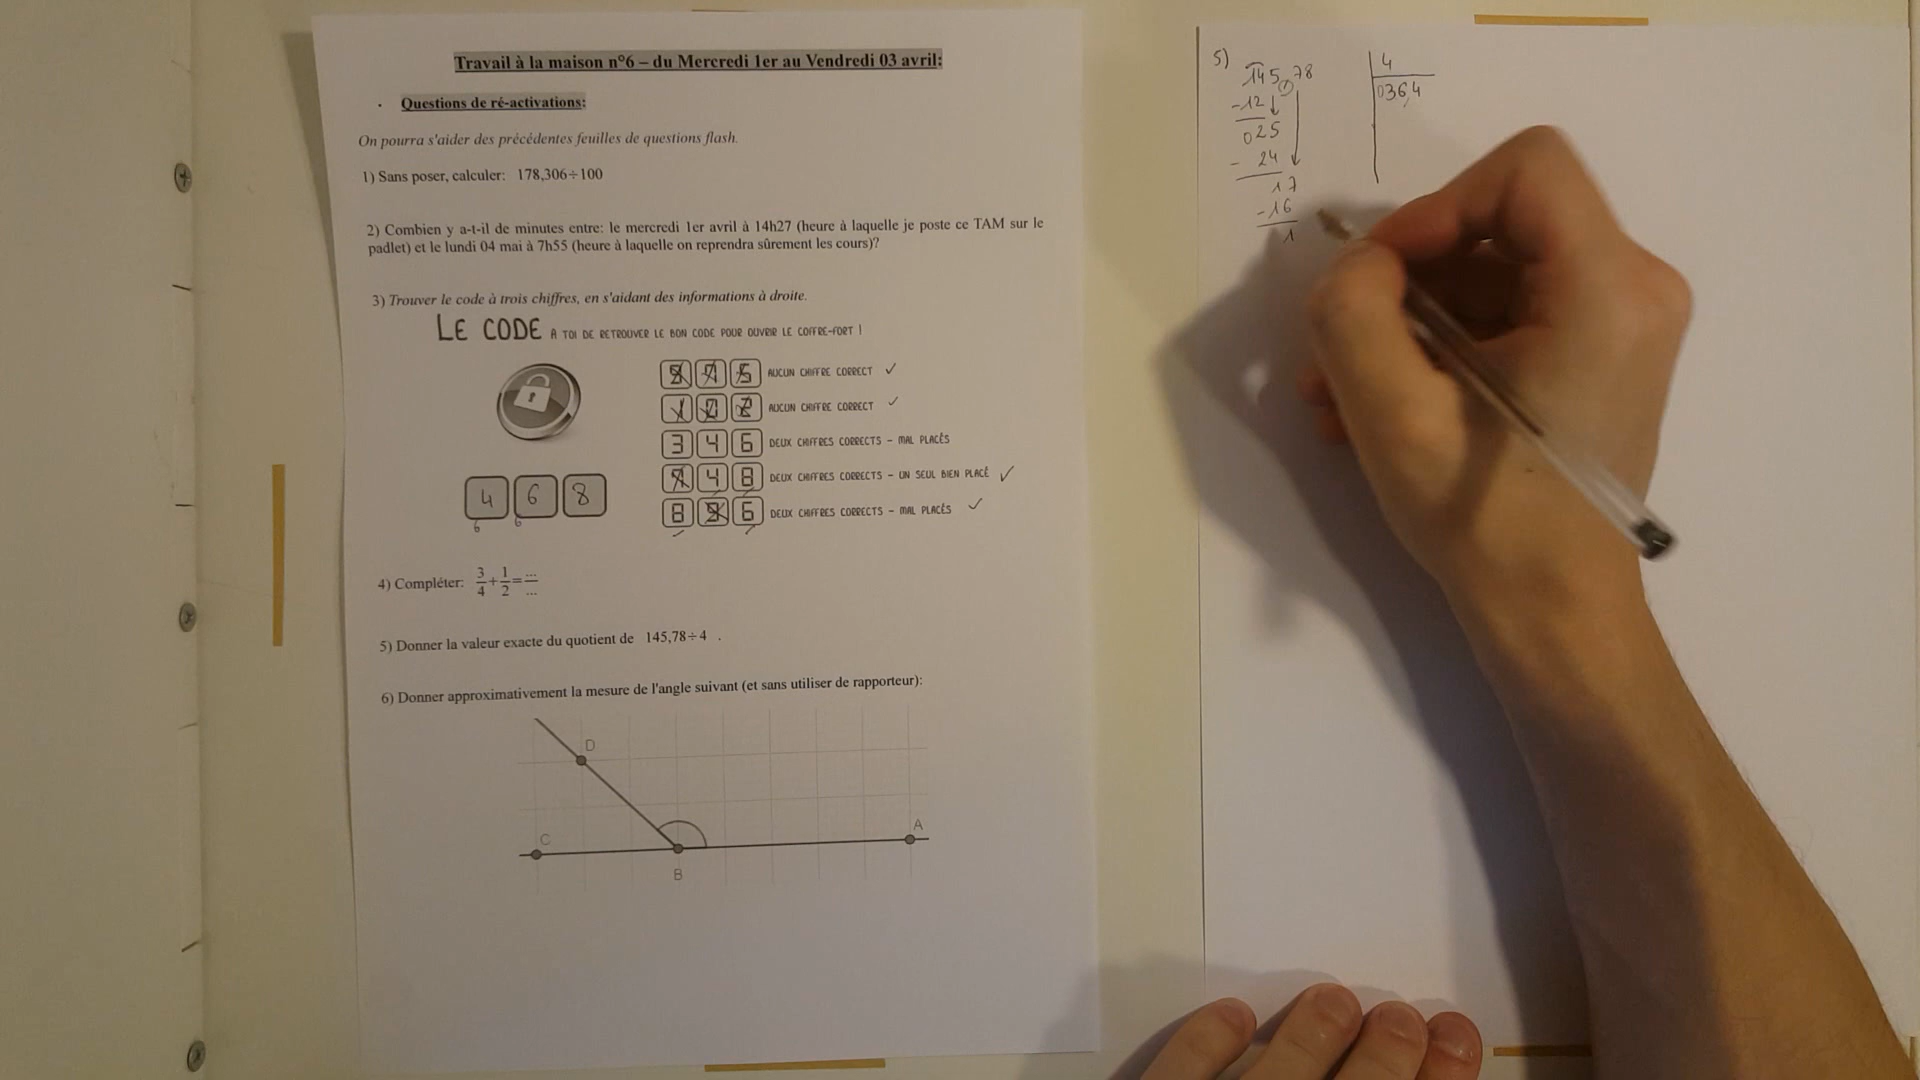 Travail à la maison n°6 – du Mercredi 1er au Vendredi 03 avril:
· Questions de ré-activations:
On pourra s'aider des précédentes feuilles de questions flash.
1) Sans poser, calculer: 178,306÷100
2) Combien y a-t-il de minutes entre: le mercredi 1er avril à 14h27 (heure à laquelle je poste ce TAM sur le
padlet) et le lundi 04 mai à 7h55 (heure à laquelle on reprendra sûrement les cours)?
3) Trouver le code à trois chiffres, en s'aidant des informations à droite.
LE CODE A TOI DE RETROUVER LE BON CODE POUR OUVRIR LE COFFRE-FORT !
AUCUN CHIFFRE CORRECT ✓
AUCUN CHIFFRE CORRECT ✓
3 4 6 DEUX CHIFFRES CORRECTS - MAL PLACÉS
4 8 DEUX CHIFFRES CORRECTS - UN SEUL BIEN PLACÉ ✓
8 6 DEUX CHIFFRES CORRECTS - MAL PLACÉS ✓
4 6 8
6 6
4) Compléter: 3/4+1/2=.../...
5) Donner la valeur exacte du quotient de 145,78÷4 .
6) Donner approximativement la mesure de l'angle suivant (et sans utiliser de rapporteur):
D
C
A
B
5)
145,78 4
-12 036,4
025
- 24
17
-16
1